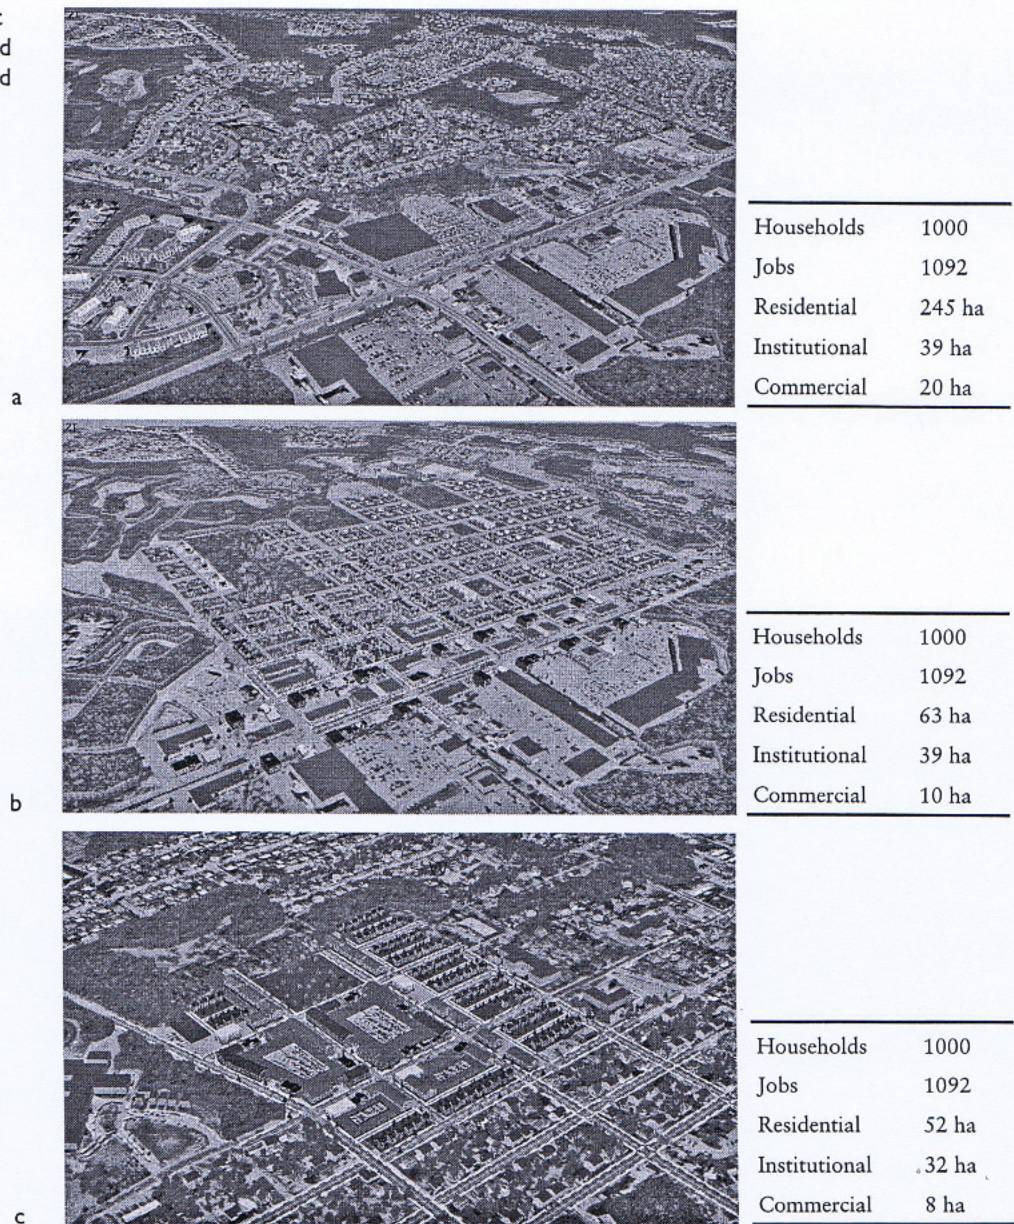 d
d
Households 1000
Jobs 1092
Residential 245 ha
Institutional 39 ha
Commercial 20 ha
a
Households 1000
Jobs 1092
Residential 63 ha
Institutional 39 ha
Commercial 10 ha
b
Households 1000
Jobs 1092
Residential 52 ha
Institutional 32 ha
Commercial 8 ha
c